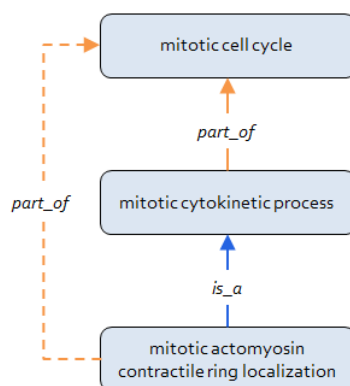 mitotic cell cycle
part_of
part_of
mitotic cytokinetic process
is_a
mitotic actomyosin
contractile ring localization